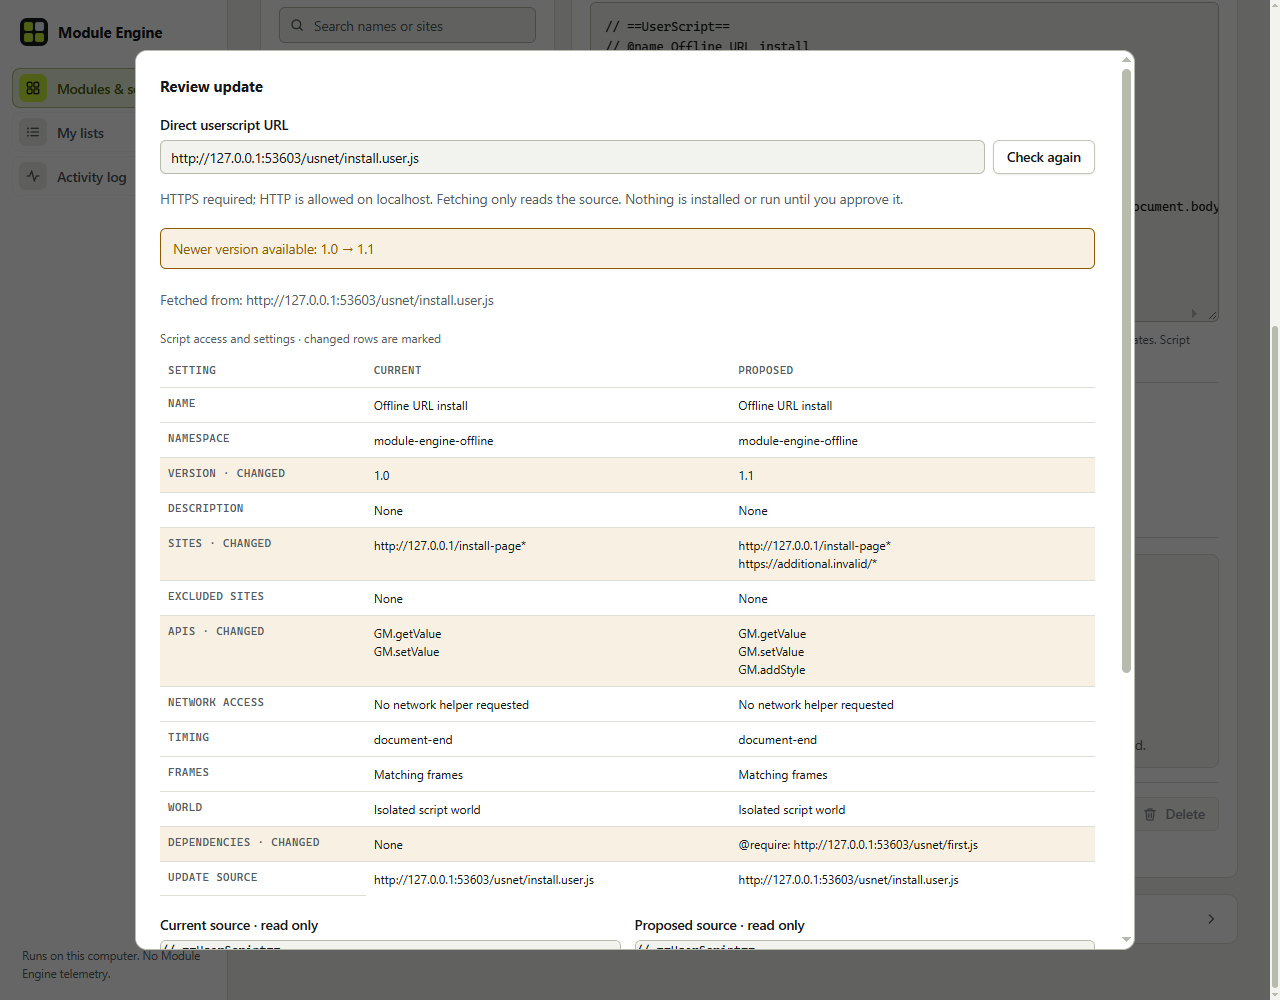 Module Engine
Modules & s
My lists
Activity log
Search names or sites
// ==UserScript==
// @name Offline URL install
ocument.body
ates. Script
d.
Delete
Runs on this computer. No Module
Engine telemetry.
Review update
Direct userscript URL
http://127.0.0.1:53603/usnet/install.user.js
Check again
HTTPS required; HTTP is allowed on localhost. Fetching only reads the source. Nothing is installed or run until you approve it.
Newer version available: 1.0 → 1.1
Fetched from: http://127.0.0.1:53603/usnet/install.user.js
Script access and settings · changed rows are marked
SETTING CURRENT PROPOSED
NAME Offline URL install Offline URL install
NAMESPACE module-engine-offline module-engine-offline
VERSION · CHANGED 1.0 1.1
DESCRIPTION None None
SITES · CHANGED http://127.0.0.1/install-page* http://127.0.0.1/install-page*
https://additional.invalid/*
EXCLUDED SITES None None
APIS · CHANGED GM.getValue GM.getValue
GM.setValue GM.setValue
GM.addStyle
NETWORK ACCESS No network helper requested No network helper requested
TIMING document-end document-end
FRAMES Matching frames Matching frames
WORLD Isolated script world Isolated script world
DEPENDENCIES · CHANGED None @require: http://127.0.0.1:53603/usnet/first.js
UPDATE SOURCE http://127.0.0.1:53603/usnet/install.user.js http://127.0.0.1:53603/usnet/install.user.js
Current source · read only Proposed source · read only
// ==UserScript== // ==UserScript==